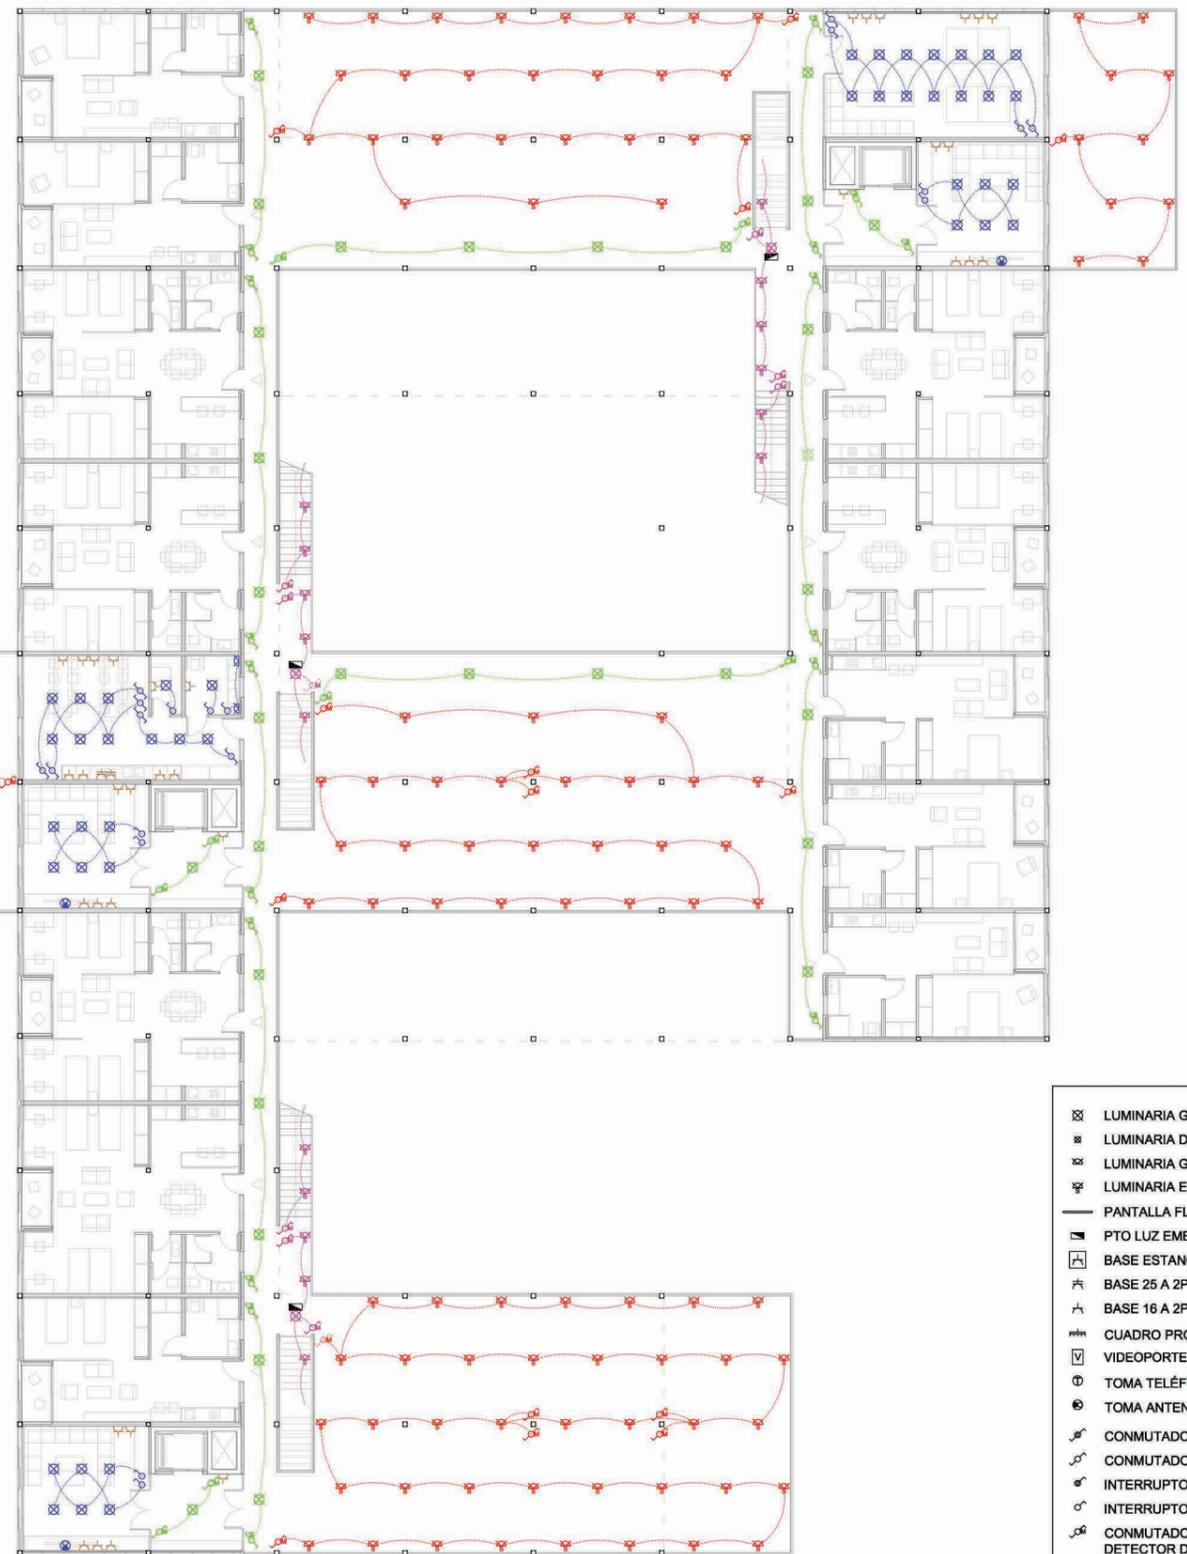 LUMINARIA G
LUMINARIA D
LUMINARIA G
LUMINARIA E
PANTALLA FL
PTO LUZ EME
BASE ESTAN
BASE 25 A 2P
BASE 16 A 2P
CUADRO PRO
V VIDEOPORTE
TOMA TELÉF
TOMA ANTEN
CONMUTADO
CONMUTADO
INTERRUPTO
INTERRUPTO
CONMUTADO
DETECTOR D